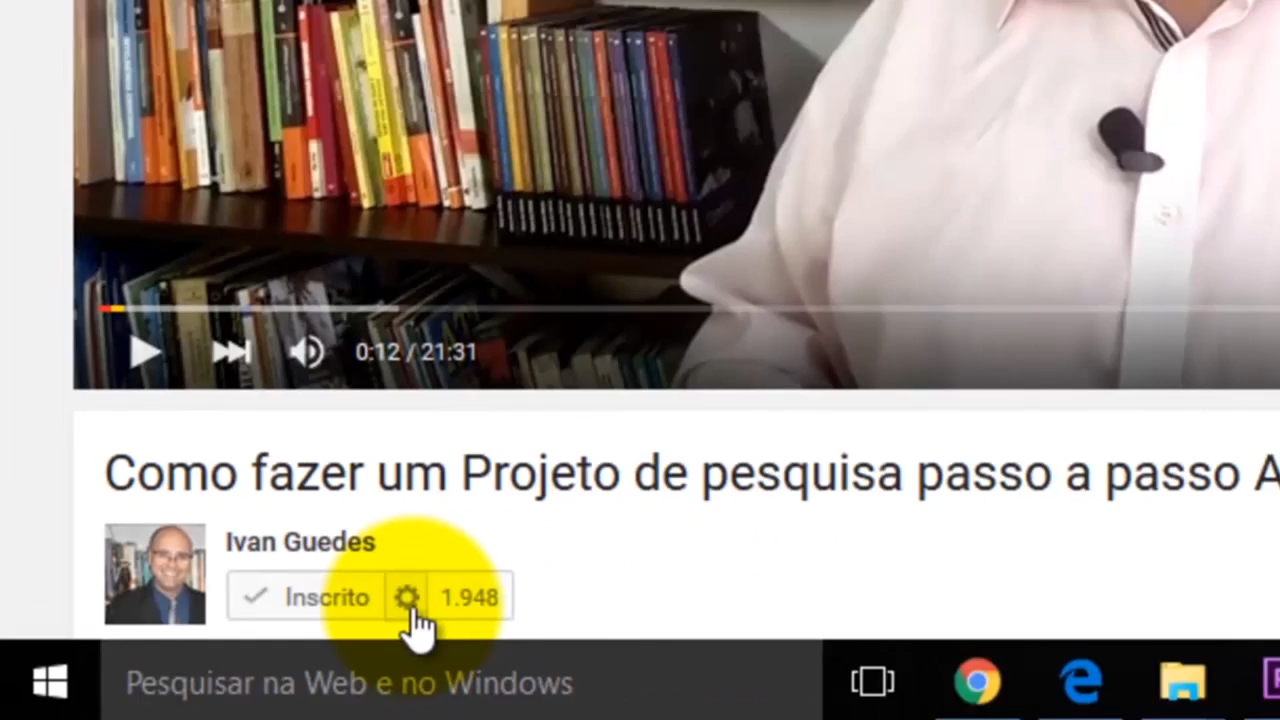 0:12 / 21:31
Como fazer um Projeto de pesquisa passo a passo A
Ivan Guedes
Inscrito 1.948
Pesquisar na Web e no Windows